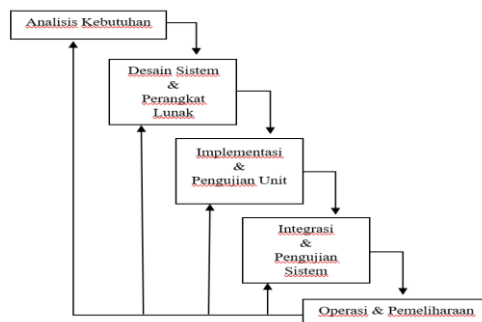 Analisis Kebutuhan
Desain Sistem
&
Perangkat
Lunak
Implementasi
&
Pengujian Unit
Integrasi
&
Pengujian
Sistem
Operasi & Pemeliharaan